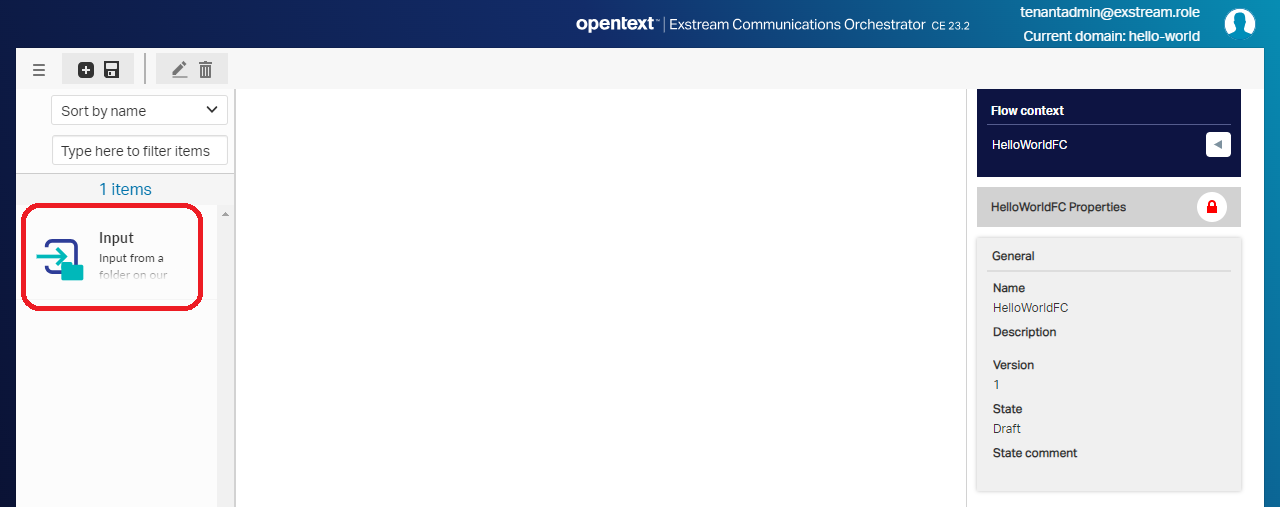 opentext™ | Exstream Communications Orchestrator CE 23.2
tenantadmin@exstream.role
Current domain: hello-world
Sort by name
Type here to filter items
1 items
Input
Input from a
folder on our
Flow context
HelloWorldFC
HelloWorldFC Properties
General
Name
HelloWorldFC
Description
Version
1
State
Draft
State comment